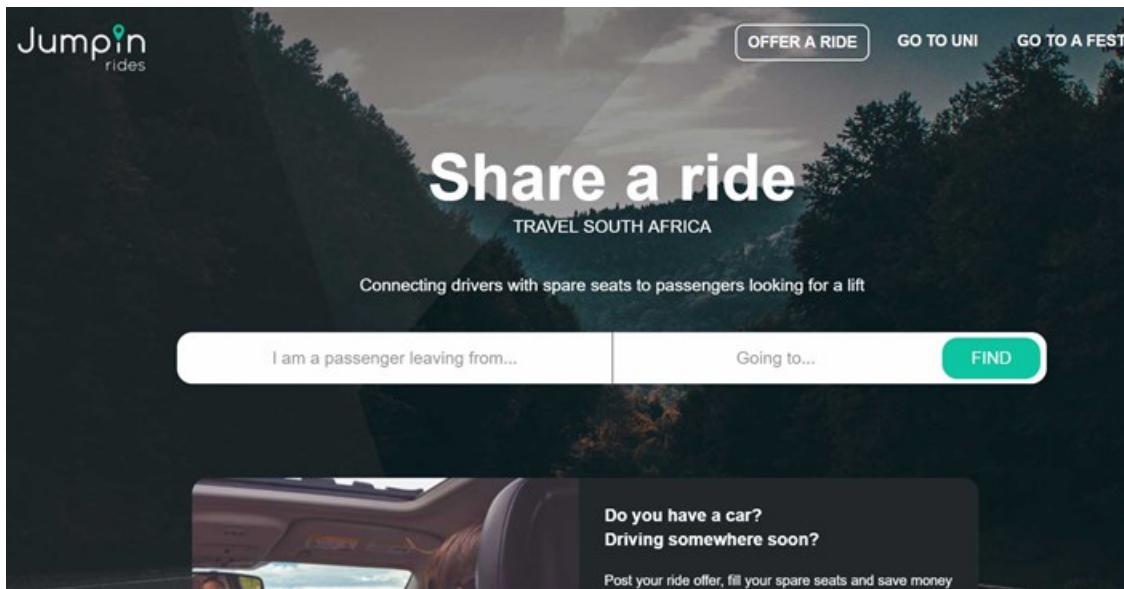 Jumpin
rides
OFFER A RIDE
GO TO UNI
GO TO A FEST
Share a ride
TRAVEL SOUTH AFRICA
Connecting drivers with spare seats to passengers looking for a lift
I am a passenger leaving from...
Going to...
FIND
Do you have a car?
Driving somewhere soon?
Post your ride offer, fill your spare seats and save money